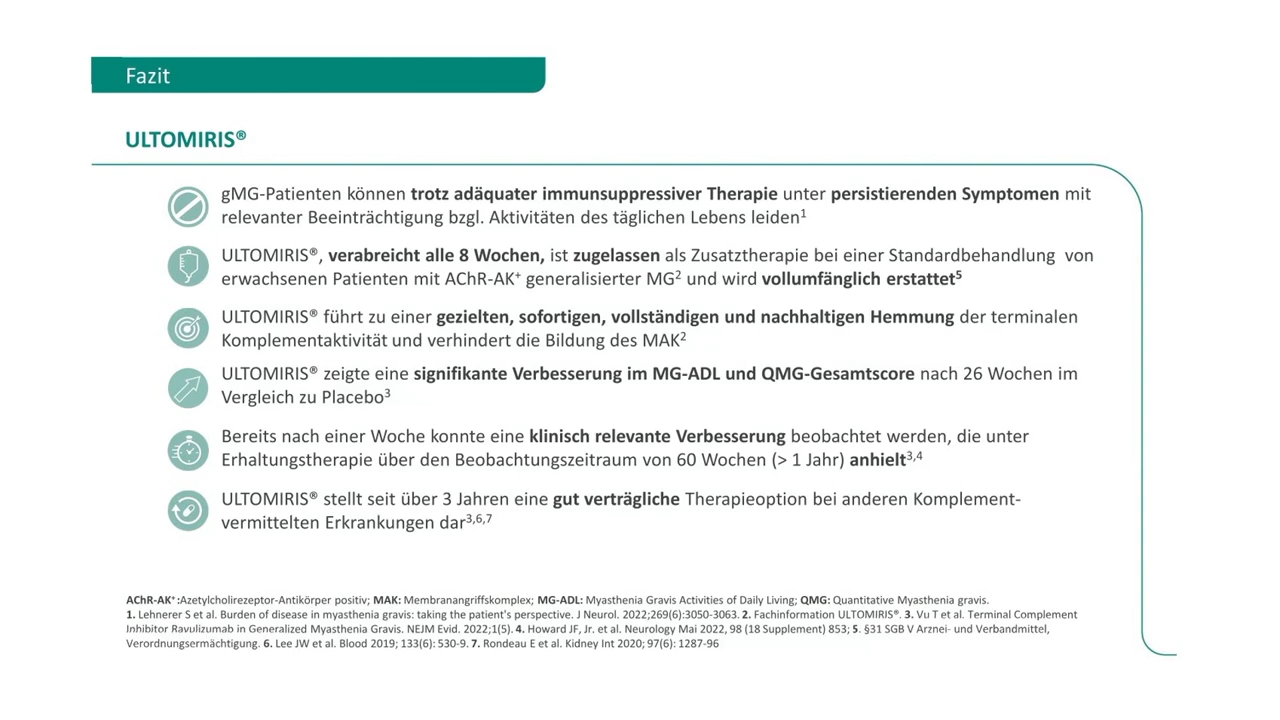 Fazit
ULTOMIRIS®
gMG-Patienten können trotz adäquater immunsuppressiver Therapie unter persistierenden Symptomen mit
relevanter Beeinträchtigung bzgl. Aktivitäten des täglichen Lebens leiden¹
ULTOMIRIS®, verabreicht alle 8 Wochen, ist zugelassen als Zusatztherapie bei einer Standardbehandlung von
erwachsenen Patienten mit AChR-AK⁺ generalisierter MG² und wird vollumfänglich erstattet⁵
ULTOMIRIS® führt zu einer gezielten, sofortigen, vollständigen und nachhaltigen Hemmung der terminalen
Komplementaktivität und verhindert die Bildung des MAK²
ULTOMIRIS® zeigte eine signifikante Verbesserung im MG-ADL und QMG-Gesamtscore nach 26 Wochen im
Vergleich zu Placebo³
Bereits nach einer Woche konnte eine klinisch relevante Verbesserung beobachtet werden, die unter
Erhaltungstherapie über den Beobachtungszeitraum von 60 Wochen (> 1 Jahr) anhielt³,⁴
ULTOMIRIS® stellt seit über 3 Jahren eine gut verträgliche Therapieoption bei anderen Komplement-
vermittelten Erkrankungen dar³,⁶,⁷
AChR-AK⁺ :Azetylcholirezeptor-Antikörper positiv; MAK: Membranangriffskomplex; MG-ADL: Myasthenia Gravis Activities of Daily Living; QMG: Quantitative Myasthenia gravis.
1. Lehnerer S et al. Burden of disease in myasthenia gravis: taking the patient's perspective. J Neurol. 2022;269(6):3050-3063. 2. Fachinformation ULTOMIRIS®. 3. Vu T et al. Terminal Complement
Inhibitor Ravulizumab in Generalized Myasthenia Gravis. NEJM Evid. 2022;1(5). 4. Howard JF, Jr. et al. Neurology Mai 2022, 98 (18 Supplement) 853; 5. §31 SGB V Arznei- und Verbandmittel,
Verordnungsermächtigung. 6. Lee JW et al. Blood 2019; 133(6): 530-9. 7. Rondeau E et al. Kidney Int 2020; 97(6): 1287-96